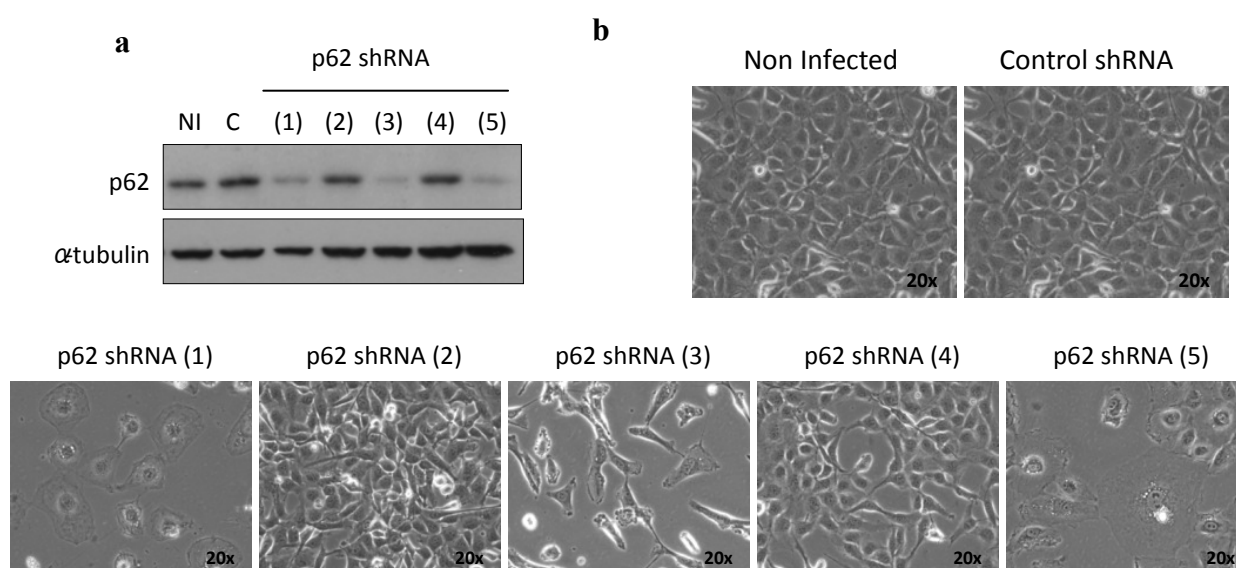 a
p62 shRNA
NI C (1) (2) (3) (4) (5)
p62
α-tubulin
b
Non Infected Control shRNA
20x 20x
p62 shRNA (1) p62 shRNA (2) p62 shRNA (3) p62 shRNA (4) p62 shRNA (5)
20x 20x 20x 20x 20x